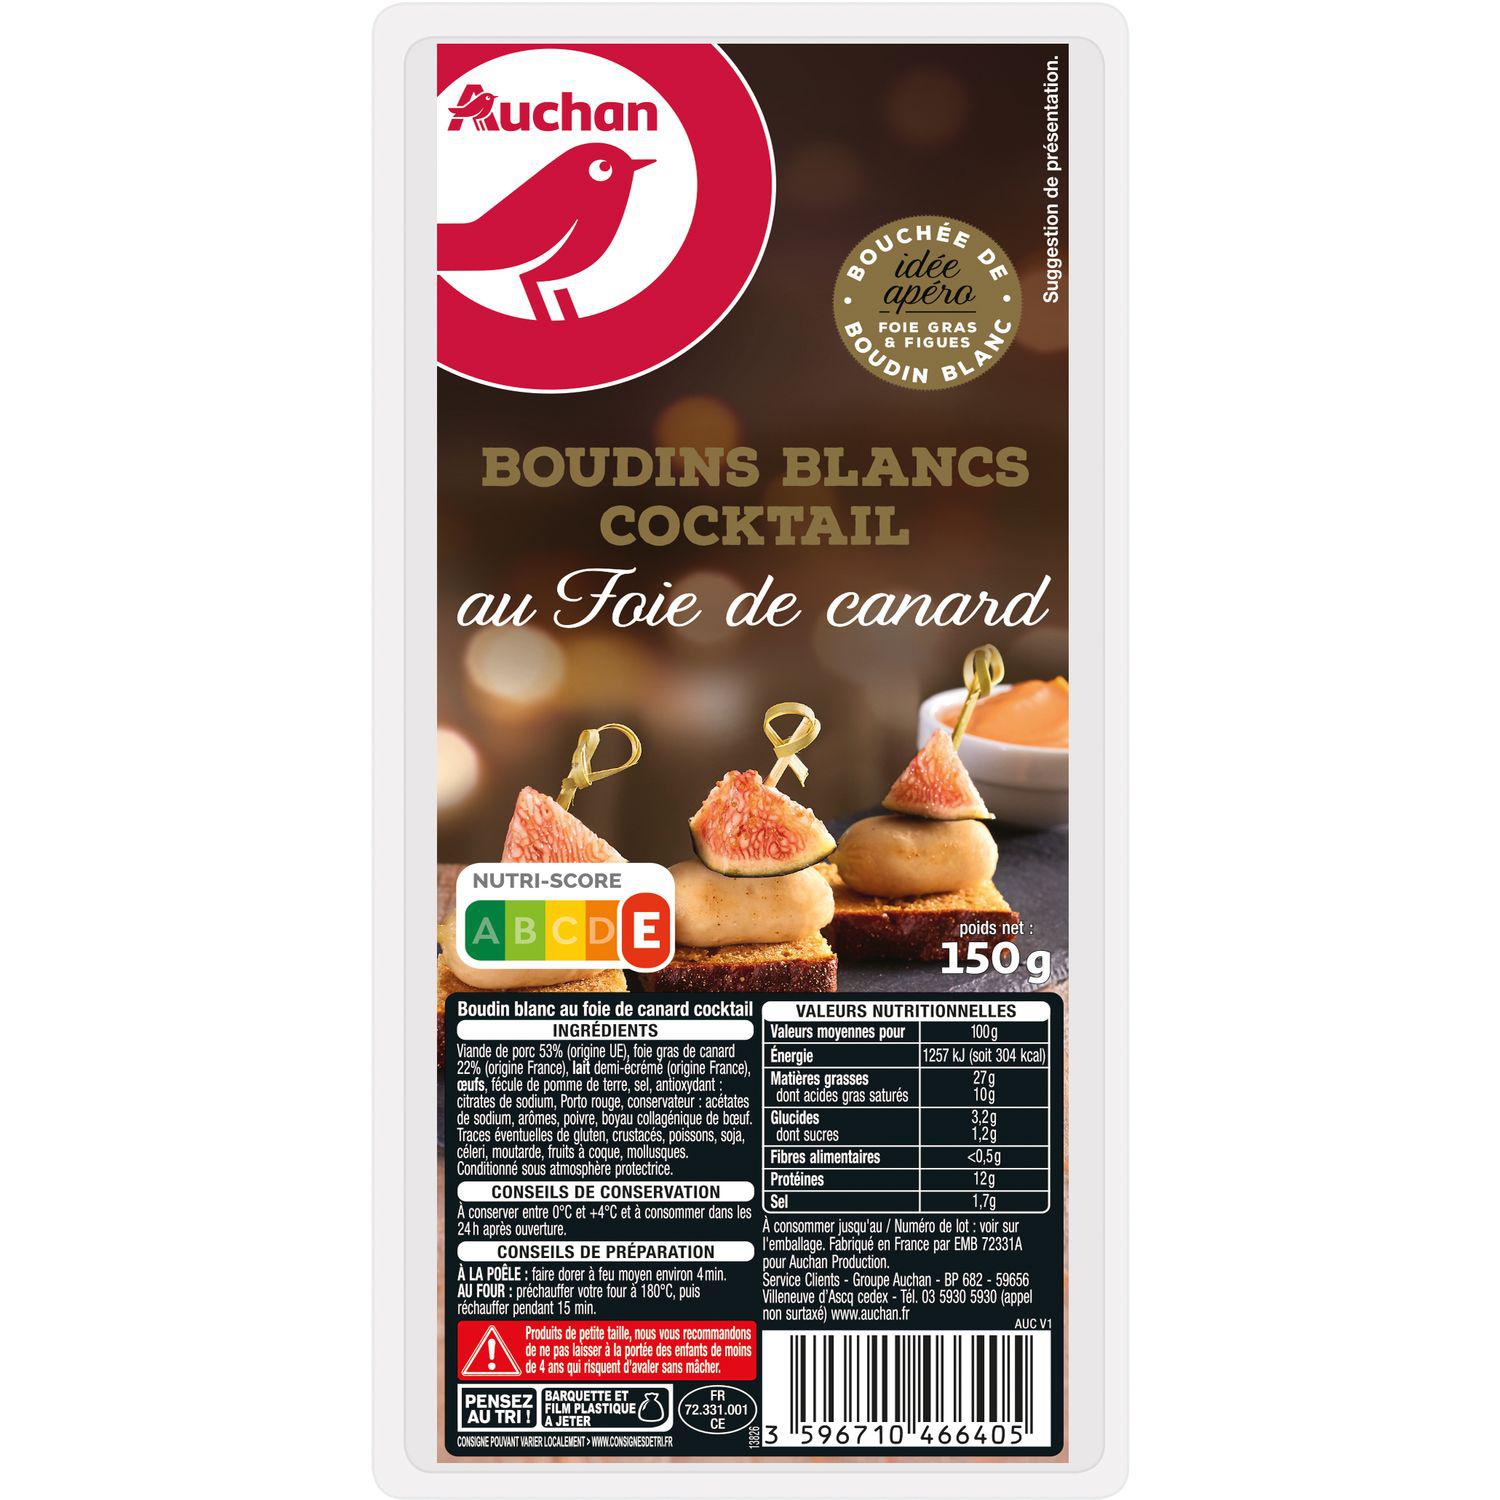 Auchan
Suggestion de présentation.
BOUCHÉE DE
idée
apéro
FOIE GRAS
& FIGUES
BOUDIN BLANC
BOUDINS BLANCS
COCKTAIL
au Foie de canard
NUTRI-SCORE
A B C D E
poids net :
150g
Boudin blanc au foie de canard cocktail
INGRÉDIENTS
Viande de porc 53% (origine UE), foie gras de canard
22% (origine France), lait demi-écrémé (origine France),
œufs, fécule de pomme de terre, sel, antioxydant :
citrates de sodium, Porto rouge, conservateur : acétates
de sodium, arômes, poivre, boyau collagénique de bœuf.
Traces éventuelles de gluten, crustacés, poissons, soja,
céleri, moutarde, fruits à coque, mollusques.
Conditionné sous atmosphère protectrice.
CONSEILS DE CONSERVATION
À conserver entre 0°C et +4°C et à consommer dans les
24h après ouverture.
CONSEILS DE PRÉPARATION
À LA POÊLE : faire dorer à feu moyen environ 4min.
AU FOUR : préchauffer votre four à 180°C, puis
réchauffer pendant 15 min.
Produits de petite taille, nous vous recommandons
de ne pas laisser à la portée des enfants de moins
de 4 ans qui risquent d'avaler sans mâcher.
PENSEZ
AU TRI !
BARQUETTE ET
FILM PLASTIQUE
A JETER
FR
72.331.001
CE
CONSIGNE POUVANT VARIER LOCALEMENT > WWW.CONSIGNESDETRI.FR
VALEURS NUTRITIONNELLES
Valeurs moyennes pour 100g
Énergie 1257 kJ (soit 304 kcal)
Matières grasses 27g
dont acides gras saturés 10g
Glucides 3,2g
dont sucres 1,2g
Fibres alimentaires <0,5g
Protéines 12g
Sel 1,7g
À consommer jusqu'au / Numéro de lot : voir sur
l'emballage. Fabriqué en France par EMB 72331A
pour Auchan Production.
Service Clients - Groupe Auchan - BP 682 - 59656
Villeneuve d'Ascq cedex - Tél. 03 5930 5930 (appel
non surtaxé) www.auchan.fr
AUC V1
13826
3 596710 466405